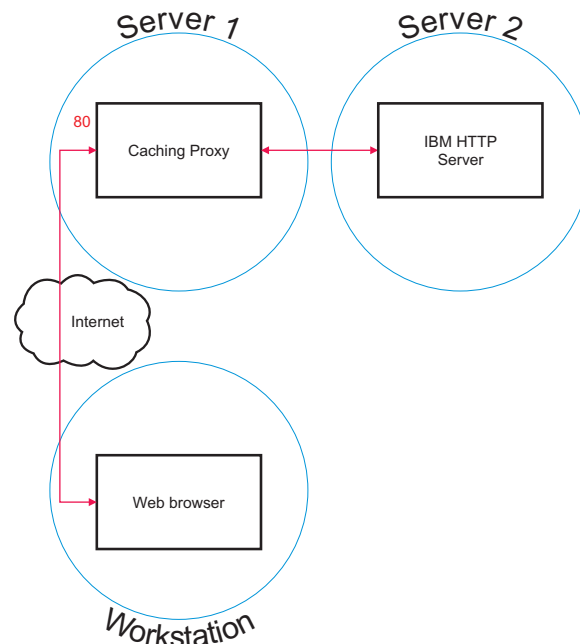 Server 1
Server 2
80
Caching Proxy
IBM HTTP
Server
Internet
Web browser
Workstation